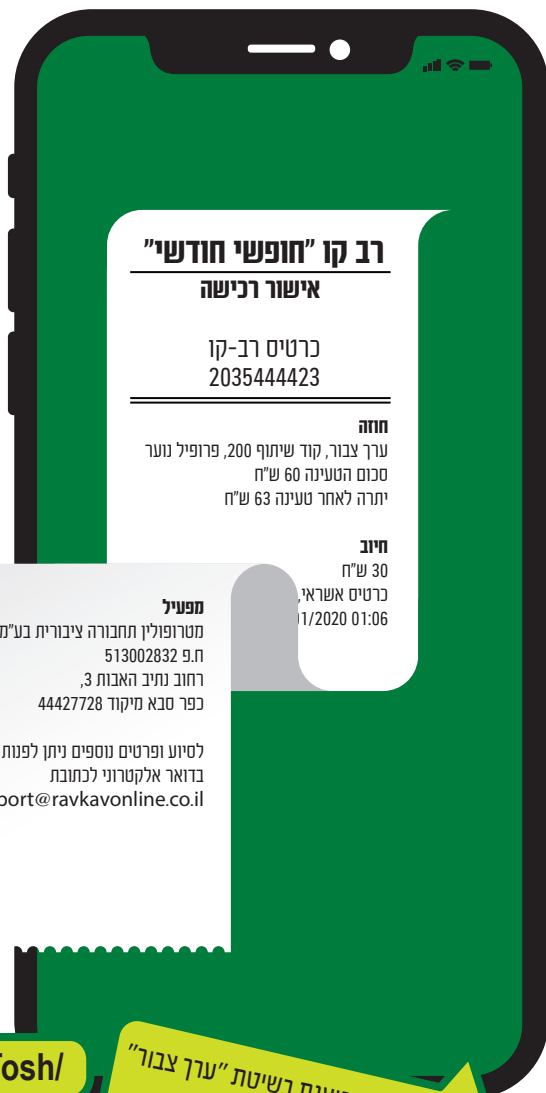 רב קו "חופשי חודשי"
אישור רכישה
כרטיס רב-קו
2035444423
חוזה
ערך צבור, קוד שיתוף 200, פרופיל נוער
סכום הטעינה 60 ש"ח
יתרה לאחר טעינה 63 ש"ח
חיוב
30 ש"ח
כרטיס אשראי,
1/2020 01:06
מפעיל
מטרופולין תחבורה ציבורית בע"מ
ח.פ 513002832
רחוב נתיב האבות 3,
כפר סבא מיקוד 44427728
לסיוע ופרטים נוספים ניתן לפנות
בדואר אלקטרוני לכתובת
port@ravkavonline.co.il
osh/
בשיטת "ערך צבור"